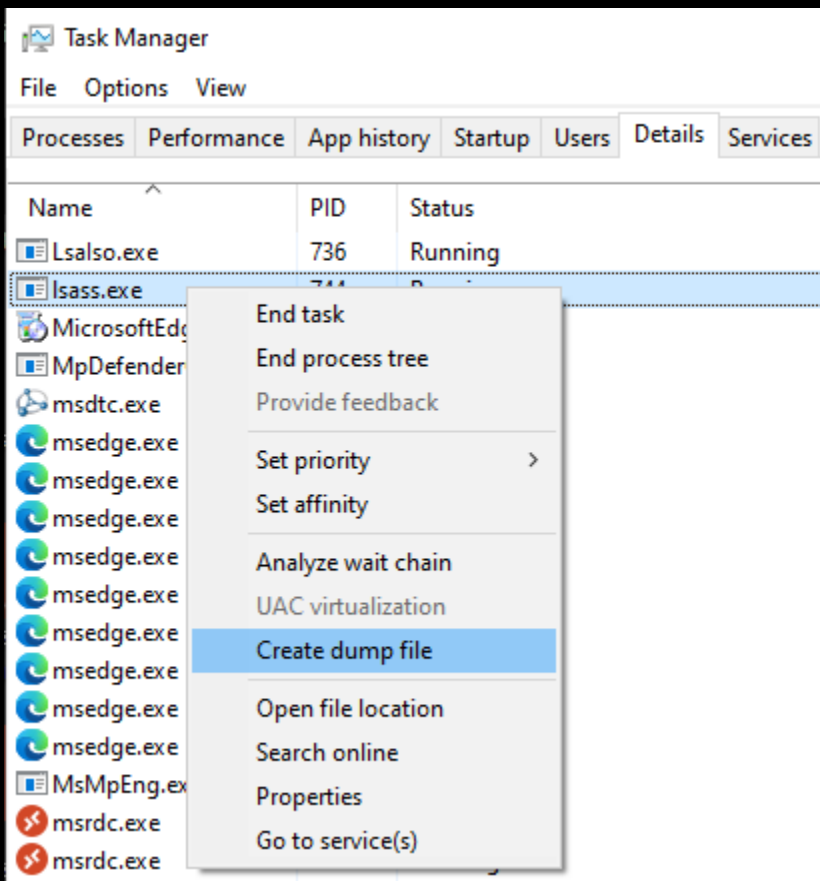 Task Manager
File Options View
Processes Performance App history Startup Users Details Services
Name PID Status
LsaIso.exe 736 Running
lsass.exe
MicrosoftEdg
MpDefender
msdtc.exe
msedge.exe
msedge.exe
msedge.exe
msedge.exe
msedge.exe
msedge.exe
msedge.exe
msedge.exe
msedge.exe
MsMpEng.ex
msrdc.exe
msrdc.exe
End task
End process tree
Provide feedback
Set priority
Set affinity
Analyze wait chain
UAC virtualization
Create dump file
Open file location
Search online
Properties
Go to service(s)